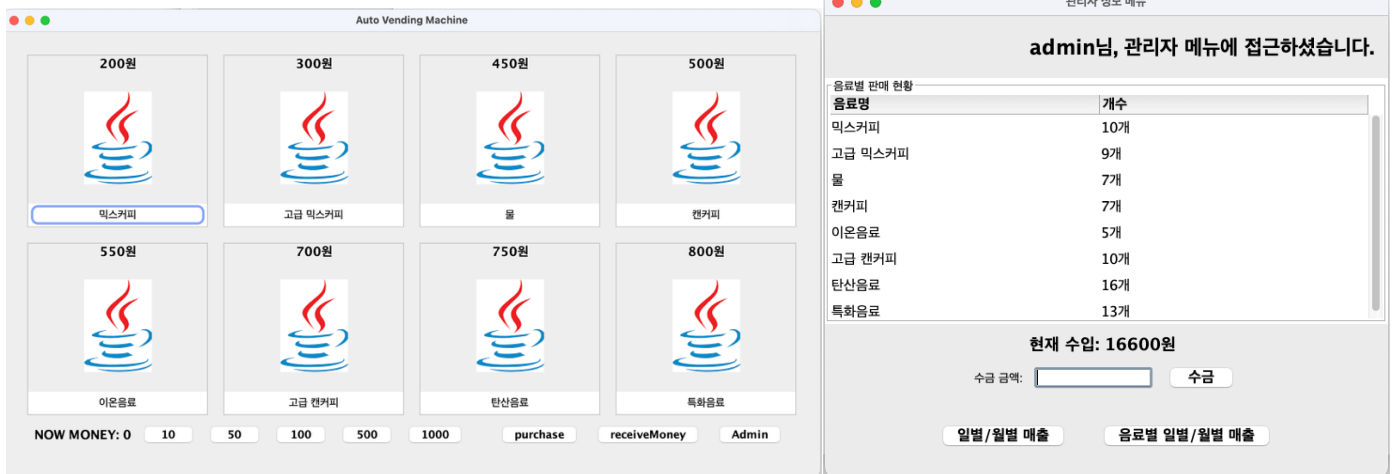 Auto Vending Machine
200원 300원 450원 500원
믹스커피 고급 믹스커피 물 캔커피
550원 700원 750원 800원
이온음료 고급 캔커피 탄산음료 특화음료
NOW MONEY: 0 10 50 100 500 1000 purchase receiveMoney Admin
관리자 정보 메뉴
admin님, 관리자 메뉴에 접근하셨습니다.
음료별 판매 현황
음료명 개수
믹스커피 10개
고급 믹스커피 9개
물 7개
캔커피 7개
이온음료 5개
고급 캔커피 10개
탄산음료 16개
특화음료 13개
현재 수입: 16600원
수금 금액: 수금
일별/월별 매출 음료별 일별/월별 매출